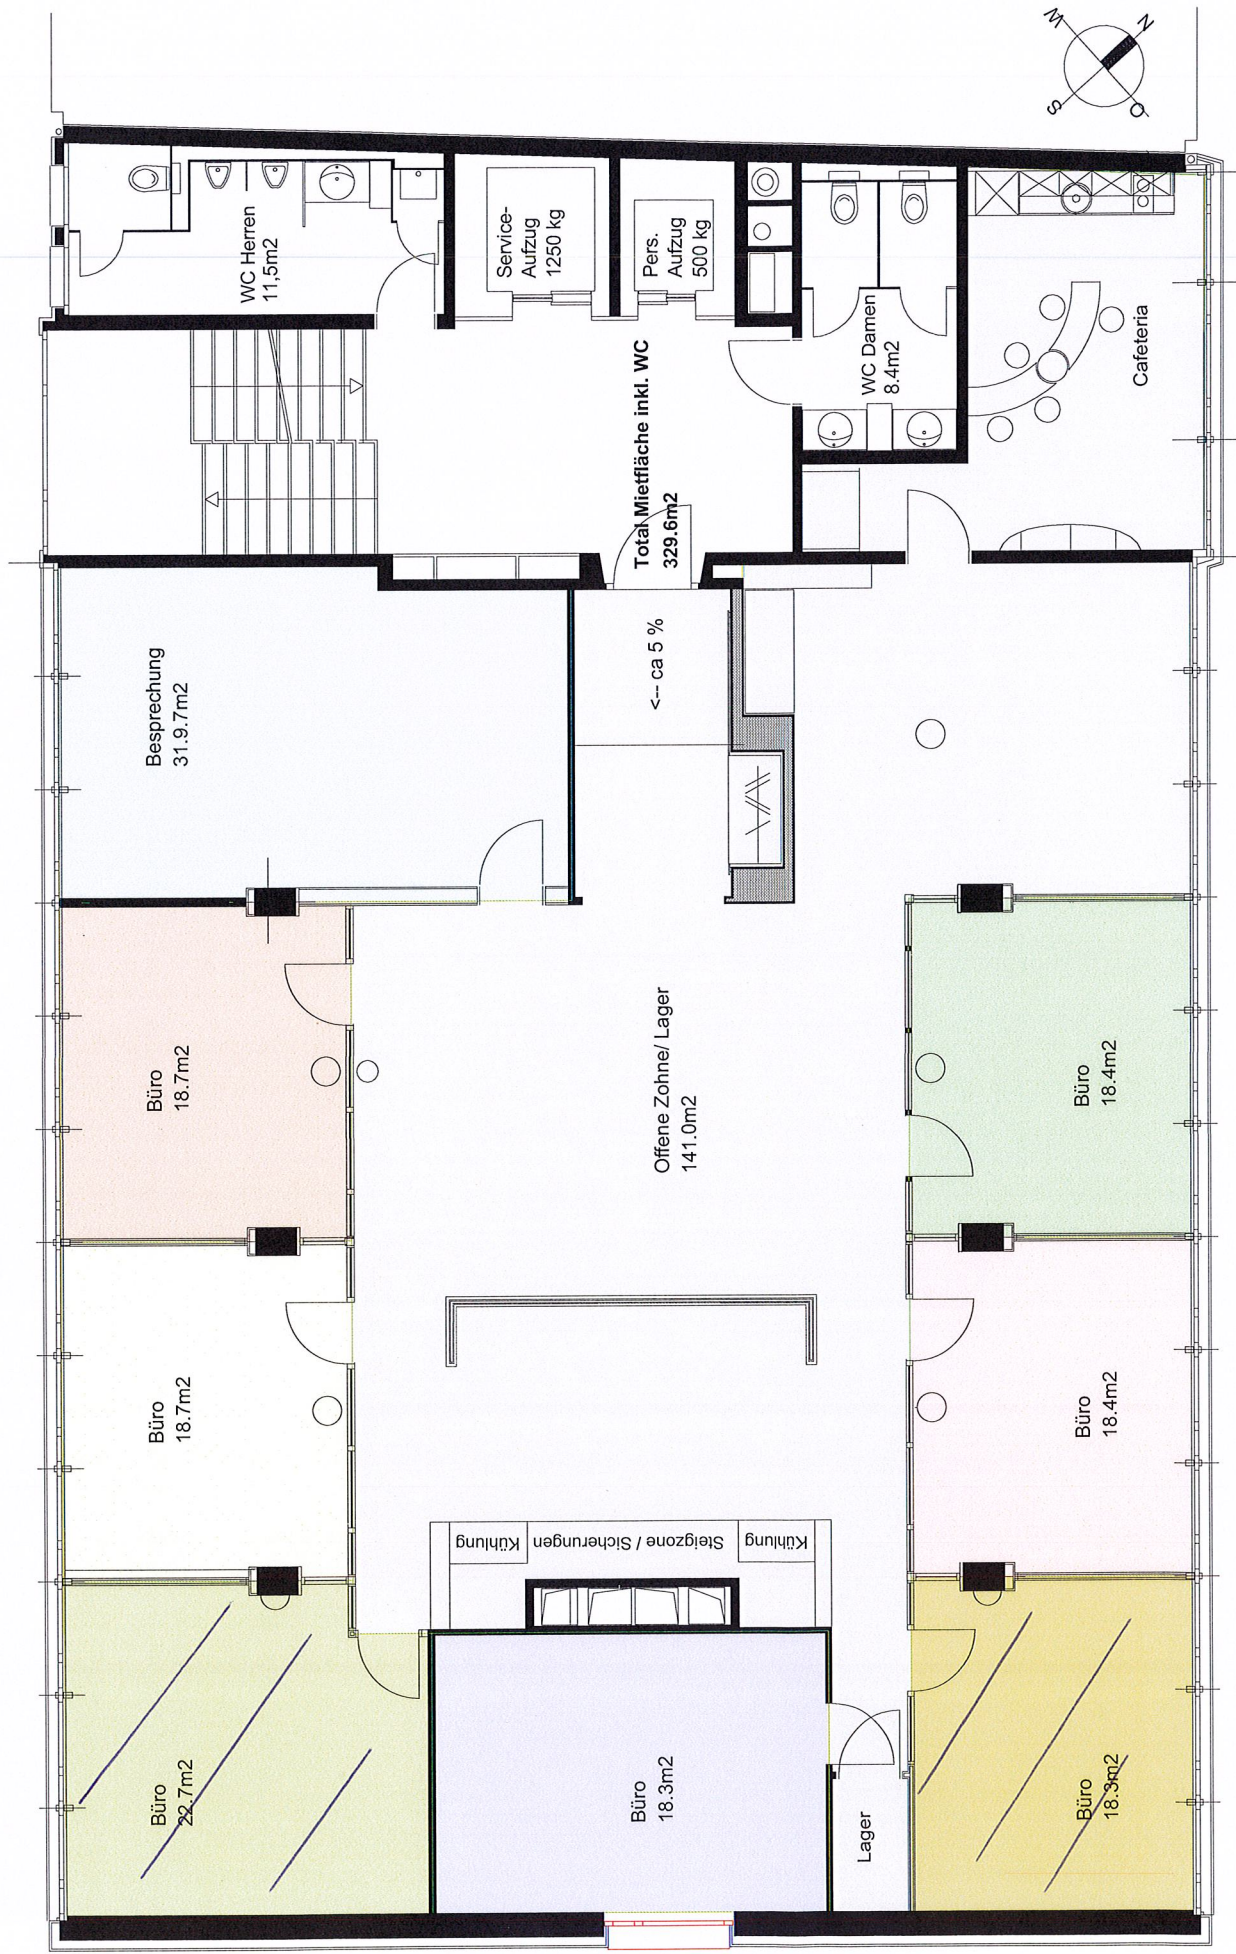 W
N
S
O
WC Herren
11,5m2
Service-
Aufzug
1250 kg
Pers.
Aufzug
500 kg
WC Damen
8.4m2
Cafeteria
Total Mietfläche inkl. WC
329.6m2
Besprechung
31.9.7m2
<-- ca 5 %
Büro
18.7m2
Offene Zohne/ Lager
141.0m2
Büro
18.4m2
Büro
18.7m2
Büro
18.4m2
Kühlung
Steigzone / Sicherungen
Kühlung
Büro
22.7m2
Büro
18.3m2
Lager
Büro
18.3m2